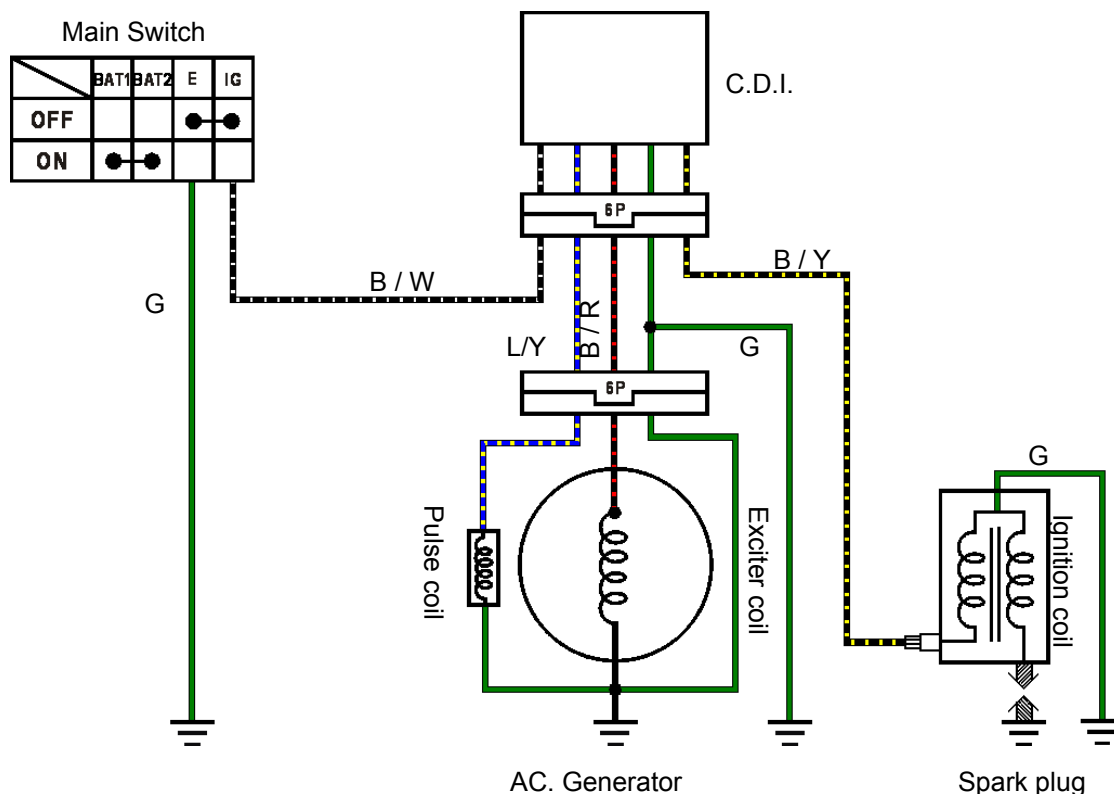 Main Switch
BAT1 BAT2 E IG
OFF
ON
C.D.I.
6P
B / W
B / Y
G
L/Y
B / R
G
6P
G
Pulse coil
Exciter coil
Ignition coil
AC. Generator
Spark plug